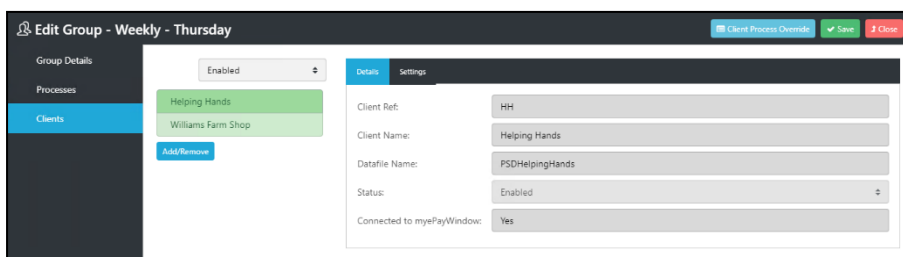 Edit Group - Weekly - Thursday
Client Process Override
Save
Close
Group Details
Processes
Clients
Enabled
Helping Hands
Williams Farm Shop
Add/Remove
Details
Settings
Client Ref:
HH
Client Name:
Helping Hands
Datafile Name:
PSDHelpingHands
Status:
Enabled
Connected to myePayWindow:
Yes